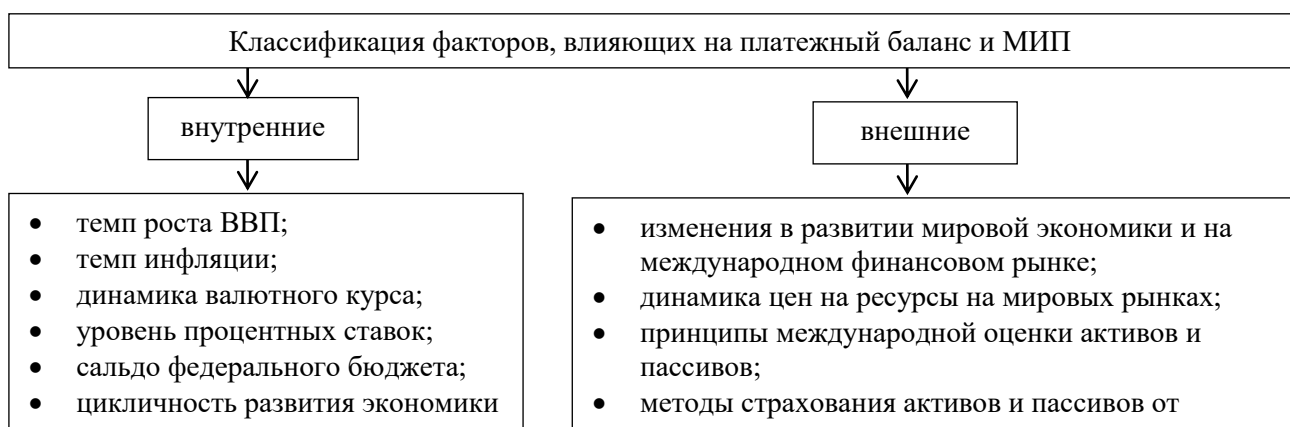 Классификация факторов, влияющих на платежный баланс и МИП
внутренние
внешние
• темп роста ВВП;
• темп инфляции;
• динамика валютного курса;
• уровень процентных ставок;
• сальдо федерального бюджета;
• цикличность развития экономики
• изменения в развитии мировой экономики и на
международном финансовом рынке;
• динамика цен на ресурсы на мировых рынках;
• принципы международной оценки активов и
пассивов;
• методы страхования активов и пассивов от